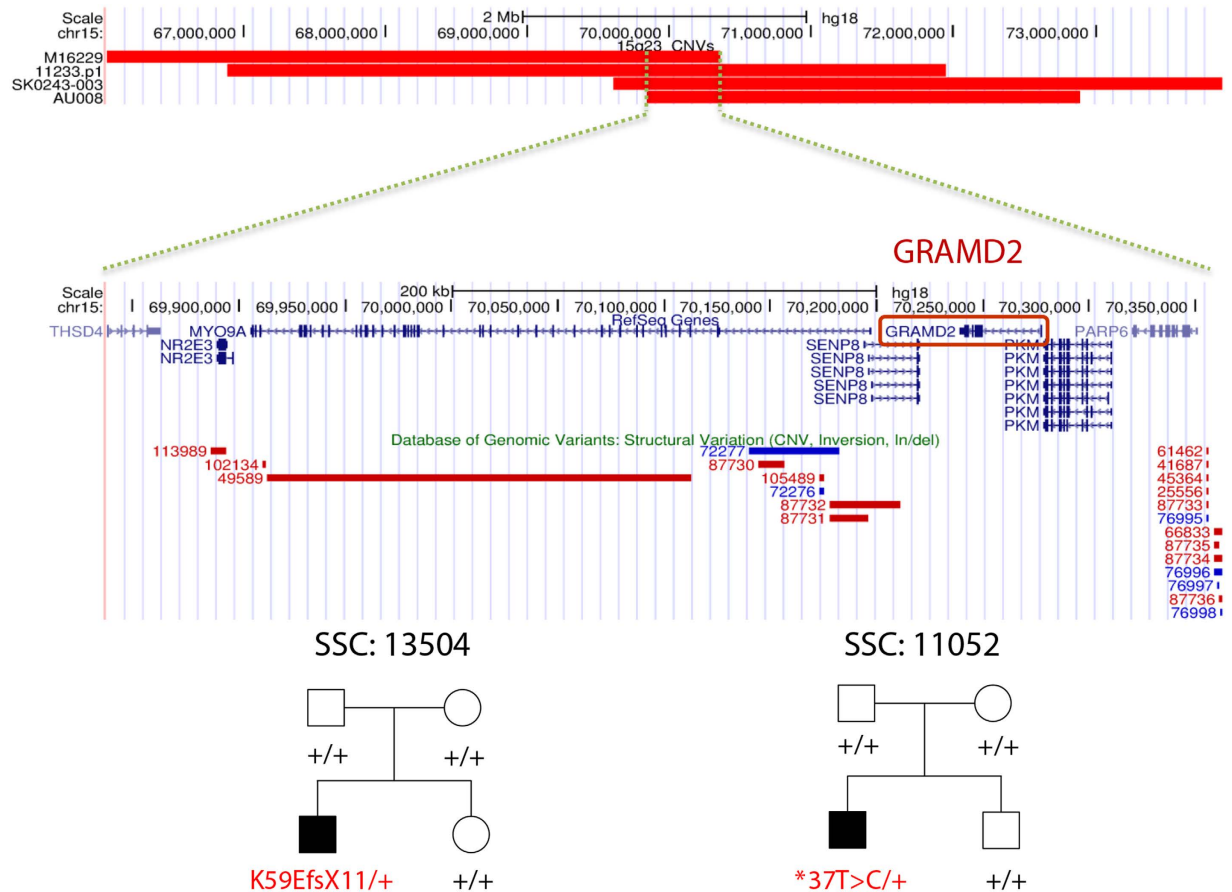 Scale 2 Mb hg18
chr15: 67,000,000 68,000,000 69,000,000 70,000,000 71,000,000 72,000,000 73,000,000
15q23 CNVs
M16229
11233.p1
SK0243-003
AU008
GRAMD2
Scale 200 kb hg18
chr15: 69,900,000 69,950,000 70,000,000 70,050,000 70,100,000 70,150,000 70,200,000 70,250,000 70,300,000 70,350,000
RefSeq Genes
THSD4 MYO9A GRAMD2 PARP6
NR2E3 SENP8 PKM
NR2E3 SENP8 PKM
SENP8 PKM
SENP8 PKM
SENP8 PKM
PKM
PKM
Database of Genomic Variants: Structural Variation (CNV, Inversion, In/del)
113989 72277 61462
102134 87730 41687
49589 105489 45364
72276 25556
87732 87733
87731 76995
66833
87735
87734
76996
76997
87736
76998
SSC: 13504 SSC: 11052
+/+ +/+ +/+ +/+
K59EfsX11/+ +/+ *37T>C/+ +/+